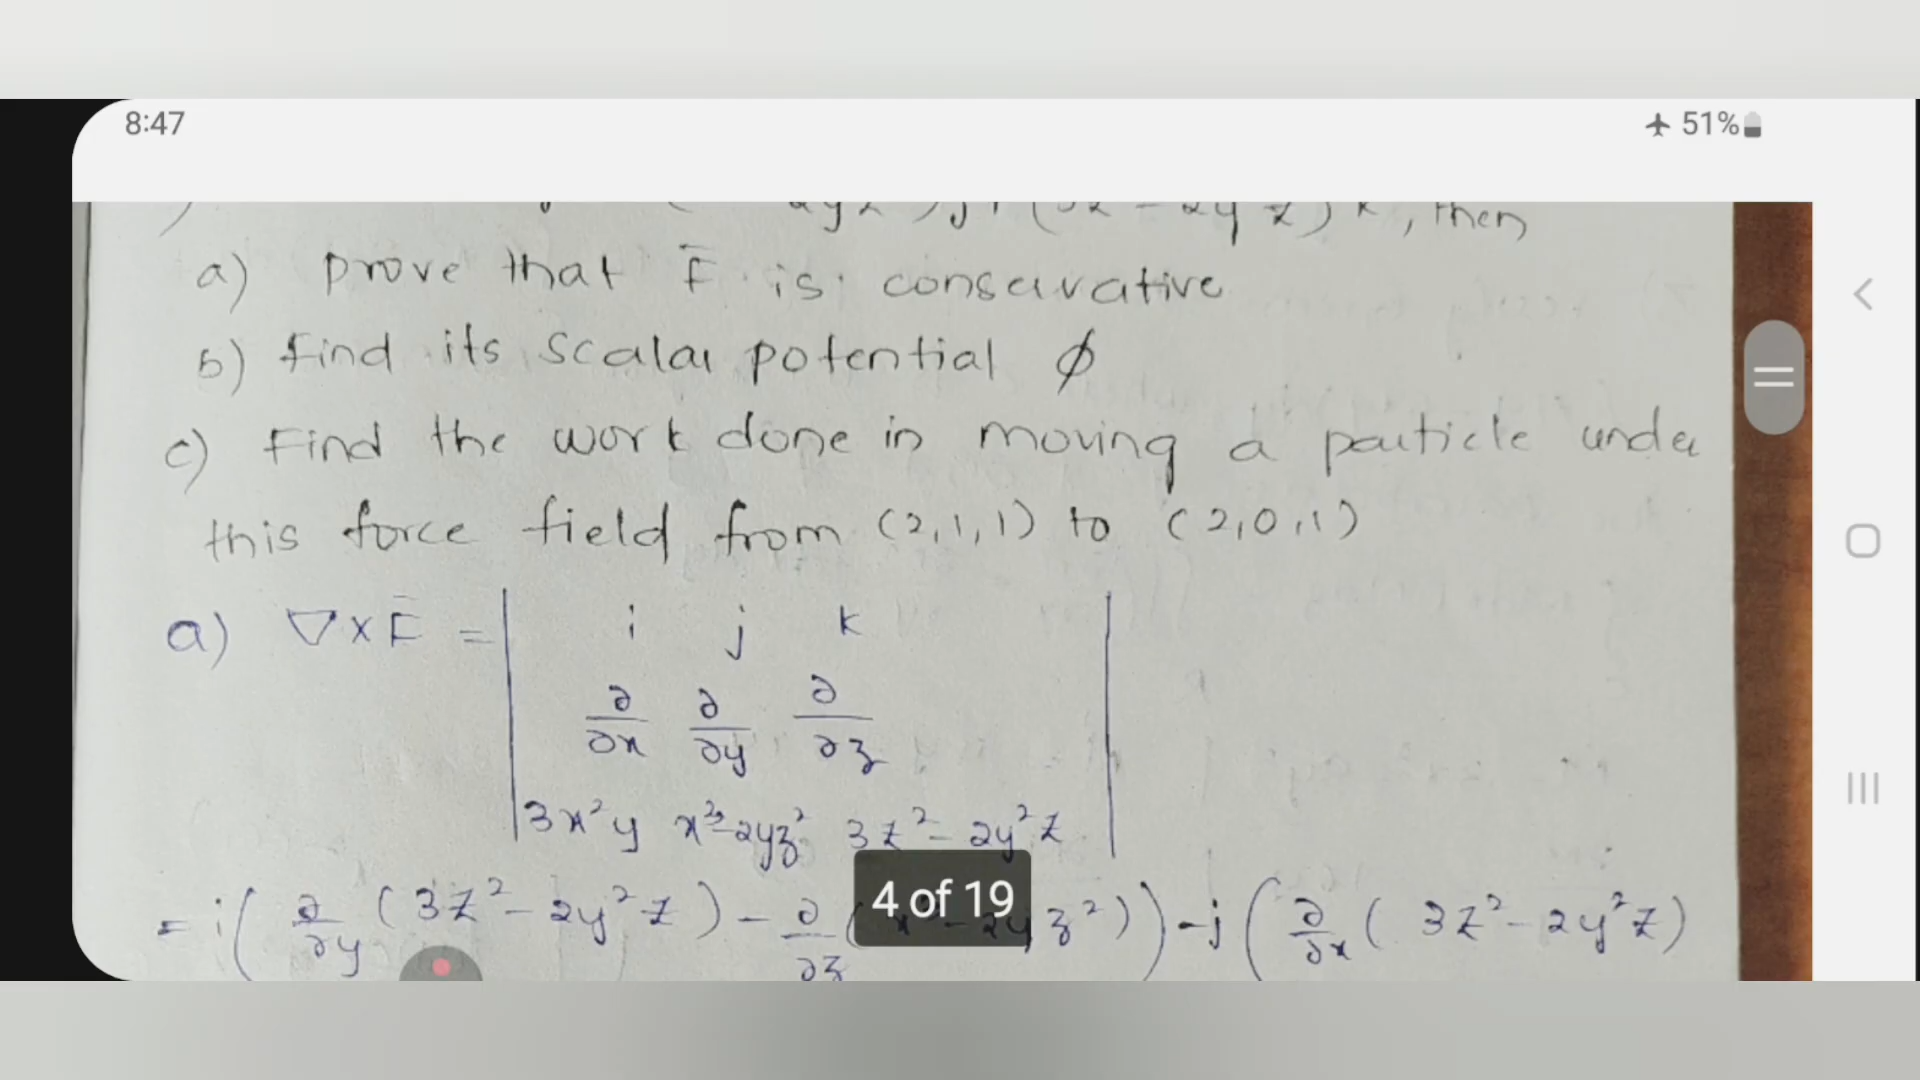 8:47
51%
, then
a) prove that F̄ is conservative
b) find its scalar potential ϕ
c) Find the work done in moving a particle under
this force field from (2,1,1) to (2,0,1)
a) ∇×F̄ = | i j k |
∂/∂x ∂/∂y ∂/∂z
3x²y x³-2yz² 3z²-2y²z
= i( ∂/∂y (3z²-2y²z) - ∂/∂z ( z²)) -j( ∂/∂x ( 3z²-2y²z)
4 of 19